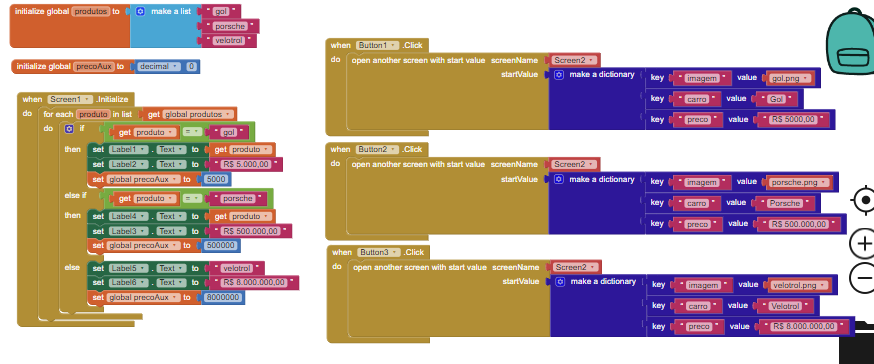 initialize global produtos to make a list " gol "
" porsche "
" velotrol "
initialize global precoAux to decimal 0
when Screen1 .Initialize
do for each produto in list get global produtos
do if get produto = " gol "
then set Label1 . Text to get produto
set Label2 . Text to " R$ 5.000,00 "
set global precoAux to 5000
else if get produto = " porsche "
then set Label4 . Text to get produto
set Label3 . Text to " R$ 500.000,00 "
set global precoAux to 500000
else set Label5 . Text to " velotrol "
set Label6 . Text to " R$ 8.000.000,00 "
set global precoAux to 8000000
when Button1 .Click
do open another screen with start value screenName Screen2
startValue make a dictionary key " imagem " value gol.png
key " carro " value " Gol "
key " preco " value " R$ 5000,00 "
when Button2 .Click
do open another screen with start value screenName Screen2
startValue make a dictionary key " imagem " value porsche.png
key " carro " value " Porsche "
key " preco " value " R$ 500.000,00 "
when Button3 .Click
do open another screen with start value screenName Screen2
startValue make a dictionary key " imagem " value velotrol.png
key " carro " value " Velotrol "
key " preco " value " R$ 8.000.000,00 "